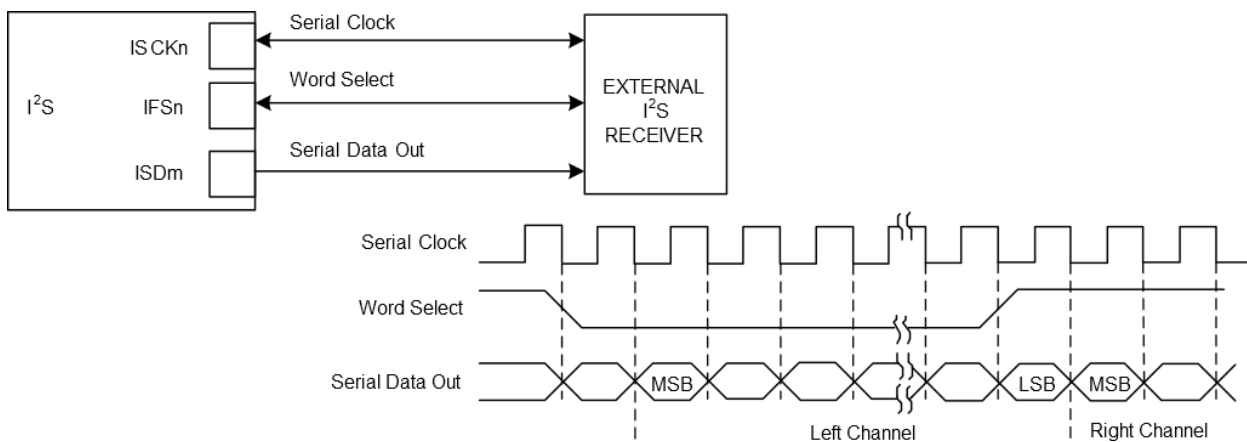 Serial Clock
ISCKn
Word Select
I²S
IFSn
EXTERNAL
I²S
RECEIVER
Serial Data Out
ISDm
Serial Clock
Word Select
Serial Data Out
MSB
LSB
MSB
Left Channel
Right Channel